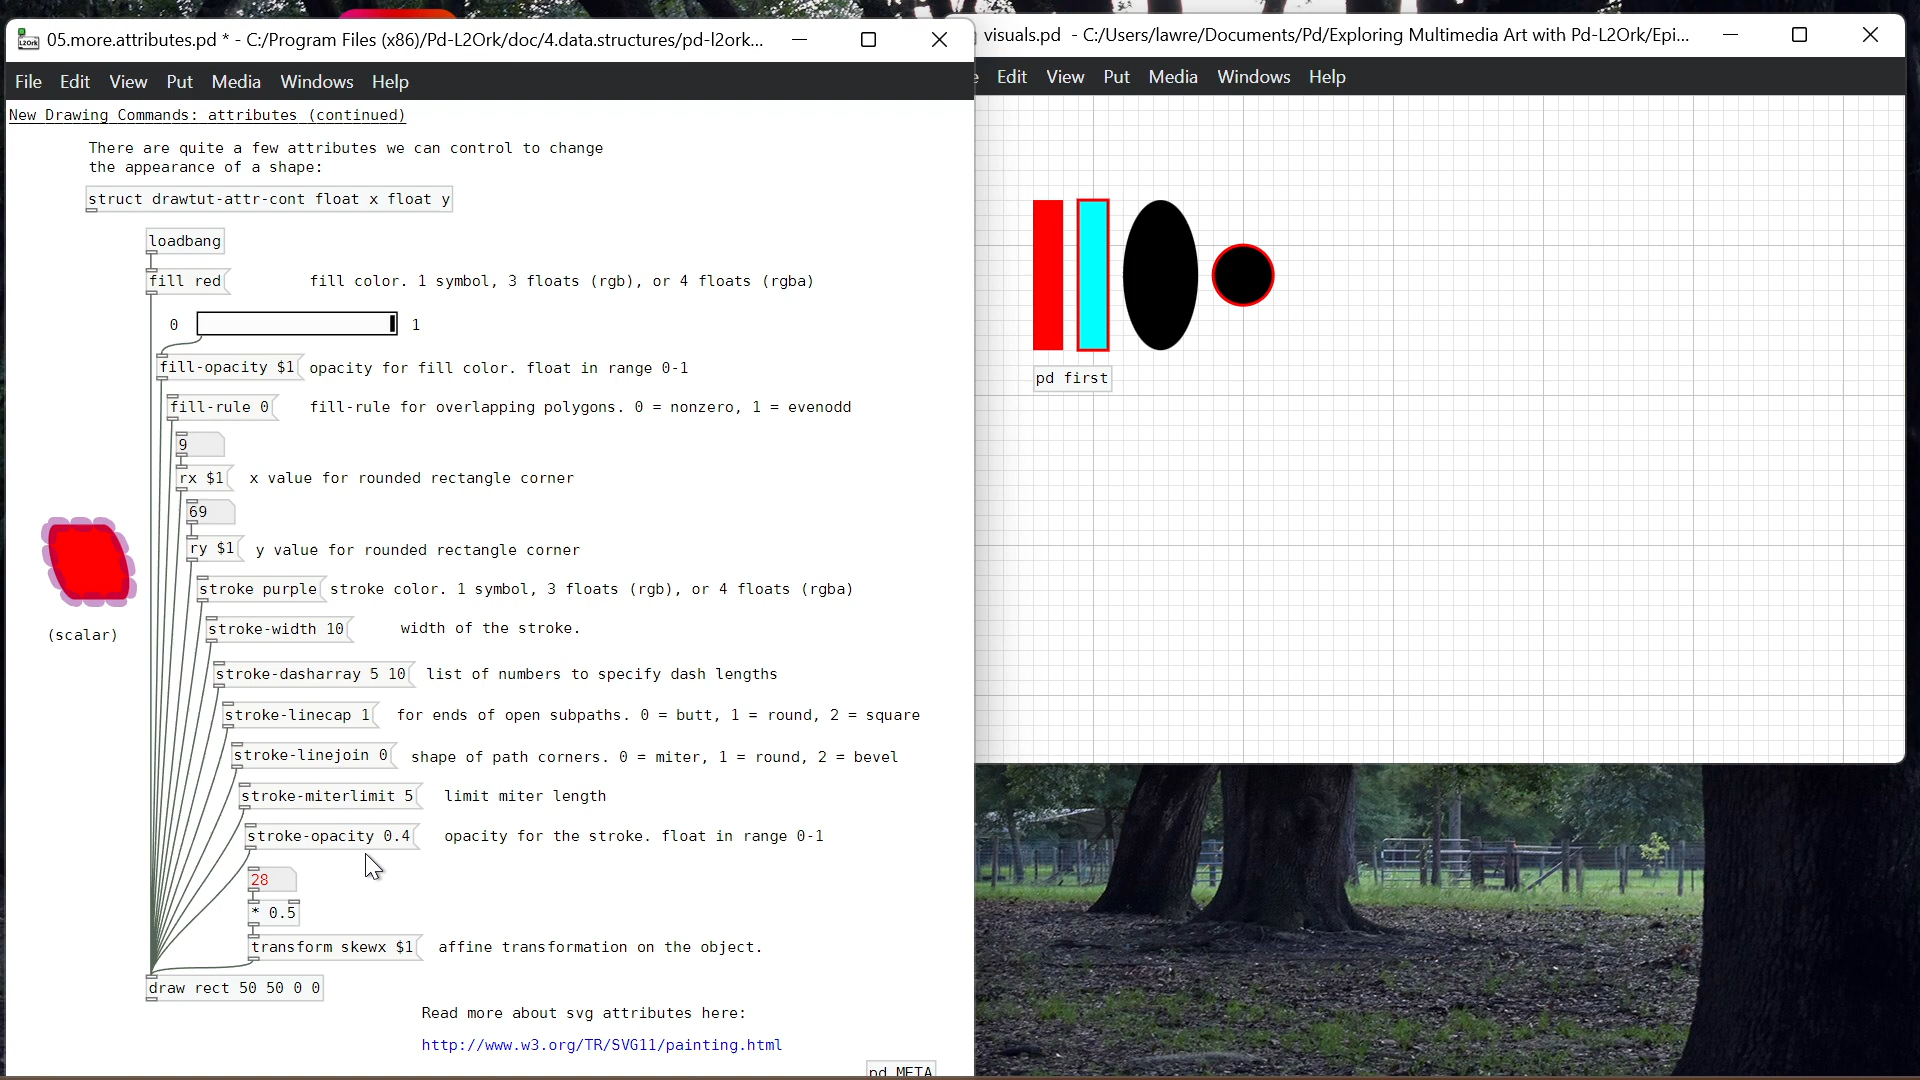 05.more.attributes.pd * - C:/Program Files (x86)/Pd-L2Ork/doc/4.data.structures/pd-l2ork...
File Edit View Put Media Windows Help
New Drawing Commands: attributes (continued)
There are quite a few attributes we can control to change
the appearance of a shape:
struct drawtut-attr-cont float x float y
loadbang
fill red fill color. 1 symbol, 3 floats (rgb), or 4 floats (rgba)
0 1
fill-opacity $1 opacity for fill color. float in range 0-1
fill-rule 0 fill-rule for overlapping polygons. 0 = nonzero, 1 = evenodd
9
rx $1 x value for rounded rectangle corner
69
ry $1 y value for rounded rectangle corner
stroke purple stroke color. 1 symbol, 3 floats (rgb), or 4 floats (rgba)
stroke-width 10 width of the stroke.
(scalar)
stroke-dasharray 5 10 list of numbers to specify dash lengths
stroke-linecap 1 for ends of open subpaths. 0 = butt, 1 = round, 2 = square
stroke-linejoin 0 shape of path corners. 0 = miter, 1 = round, 2 = bevel
stroke-miterlimit 5 limit miter length
stroke-opacity 0.4 opacity for the stroke. float in range 0-1
28
* 0.5
transform skewx $1 affine transformation on the object.
draw rect 50 50 0 0
Read more about svg attributes here:
http://www.w3.org/TR/SVG11/painting.html
pd META
visuals.pd - C:/Users/lawre/Documents/Pd/Exploring Multimedia Art with Pd-L2Ork/Epi...
Edit View Put Media Windows Help
pd first